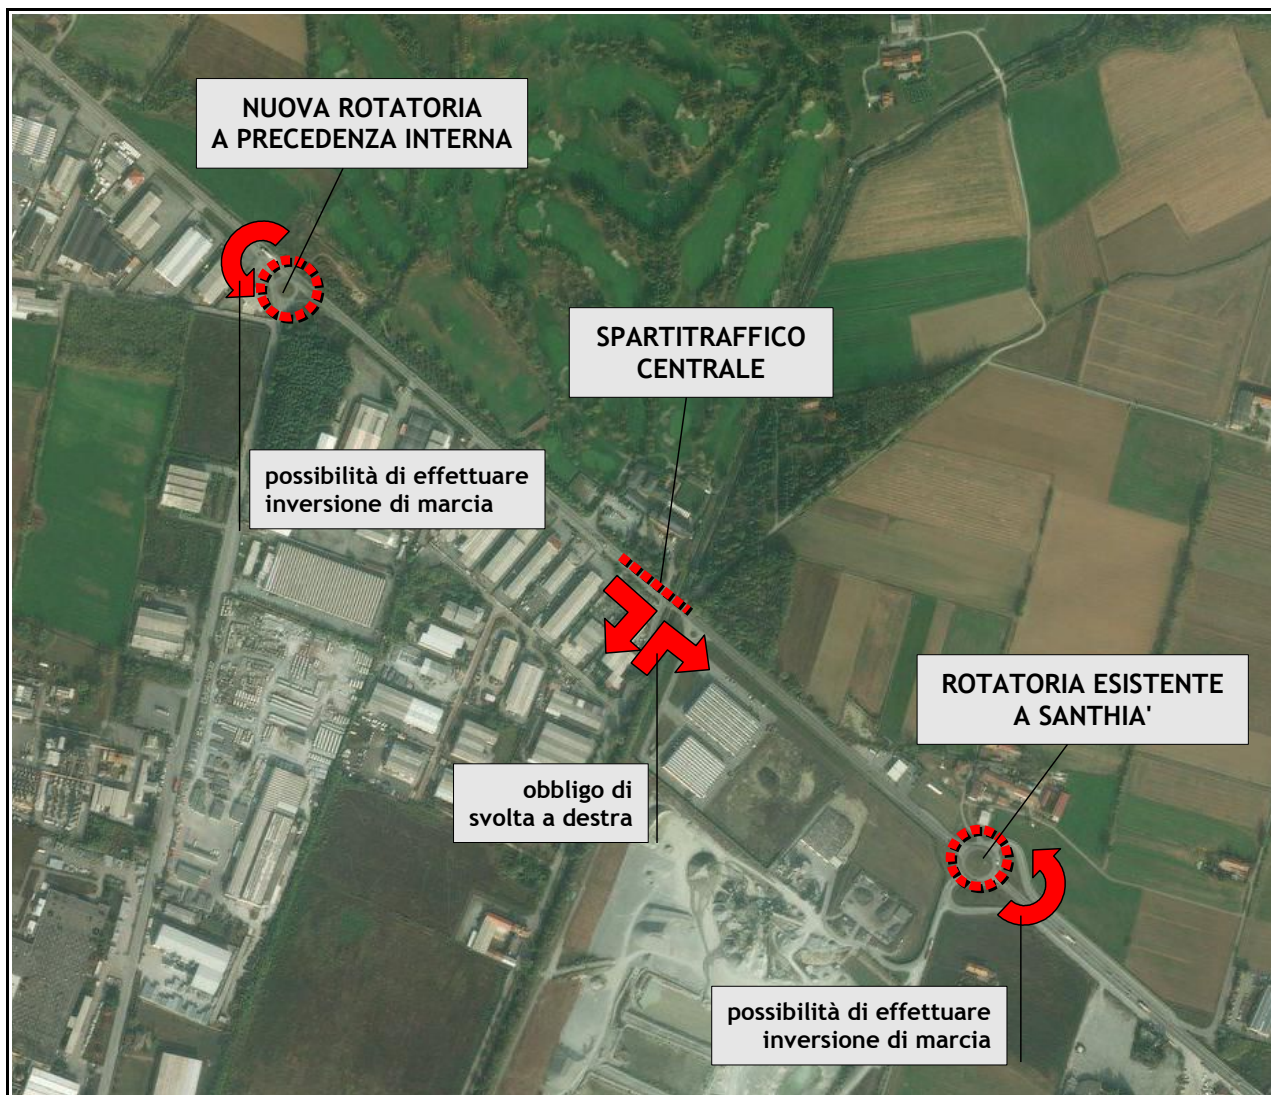 NUOVA ROTATORIA
A PRECEDENZA INTERNA
SPARTITRAFFICO
CENTRALE
possibilità di effettuare
inversione di marcia
ROTATORIA ESISTENTE
A SANTHIA'
obbligo di
svolta a destra
possibilità di effettuare
inversione di marcia